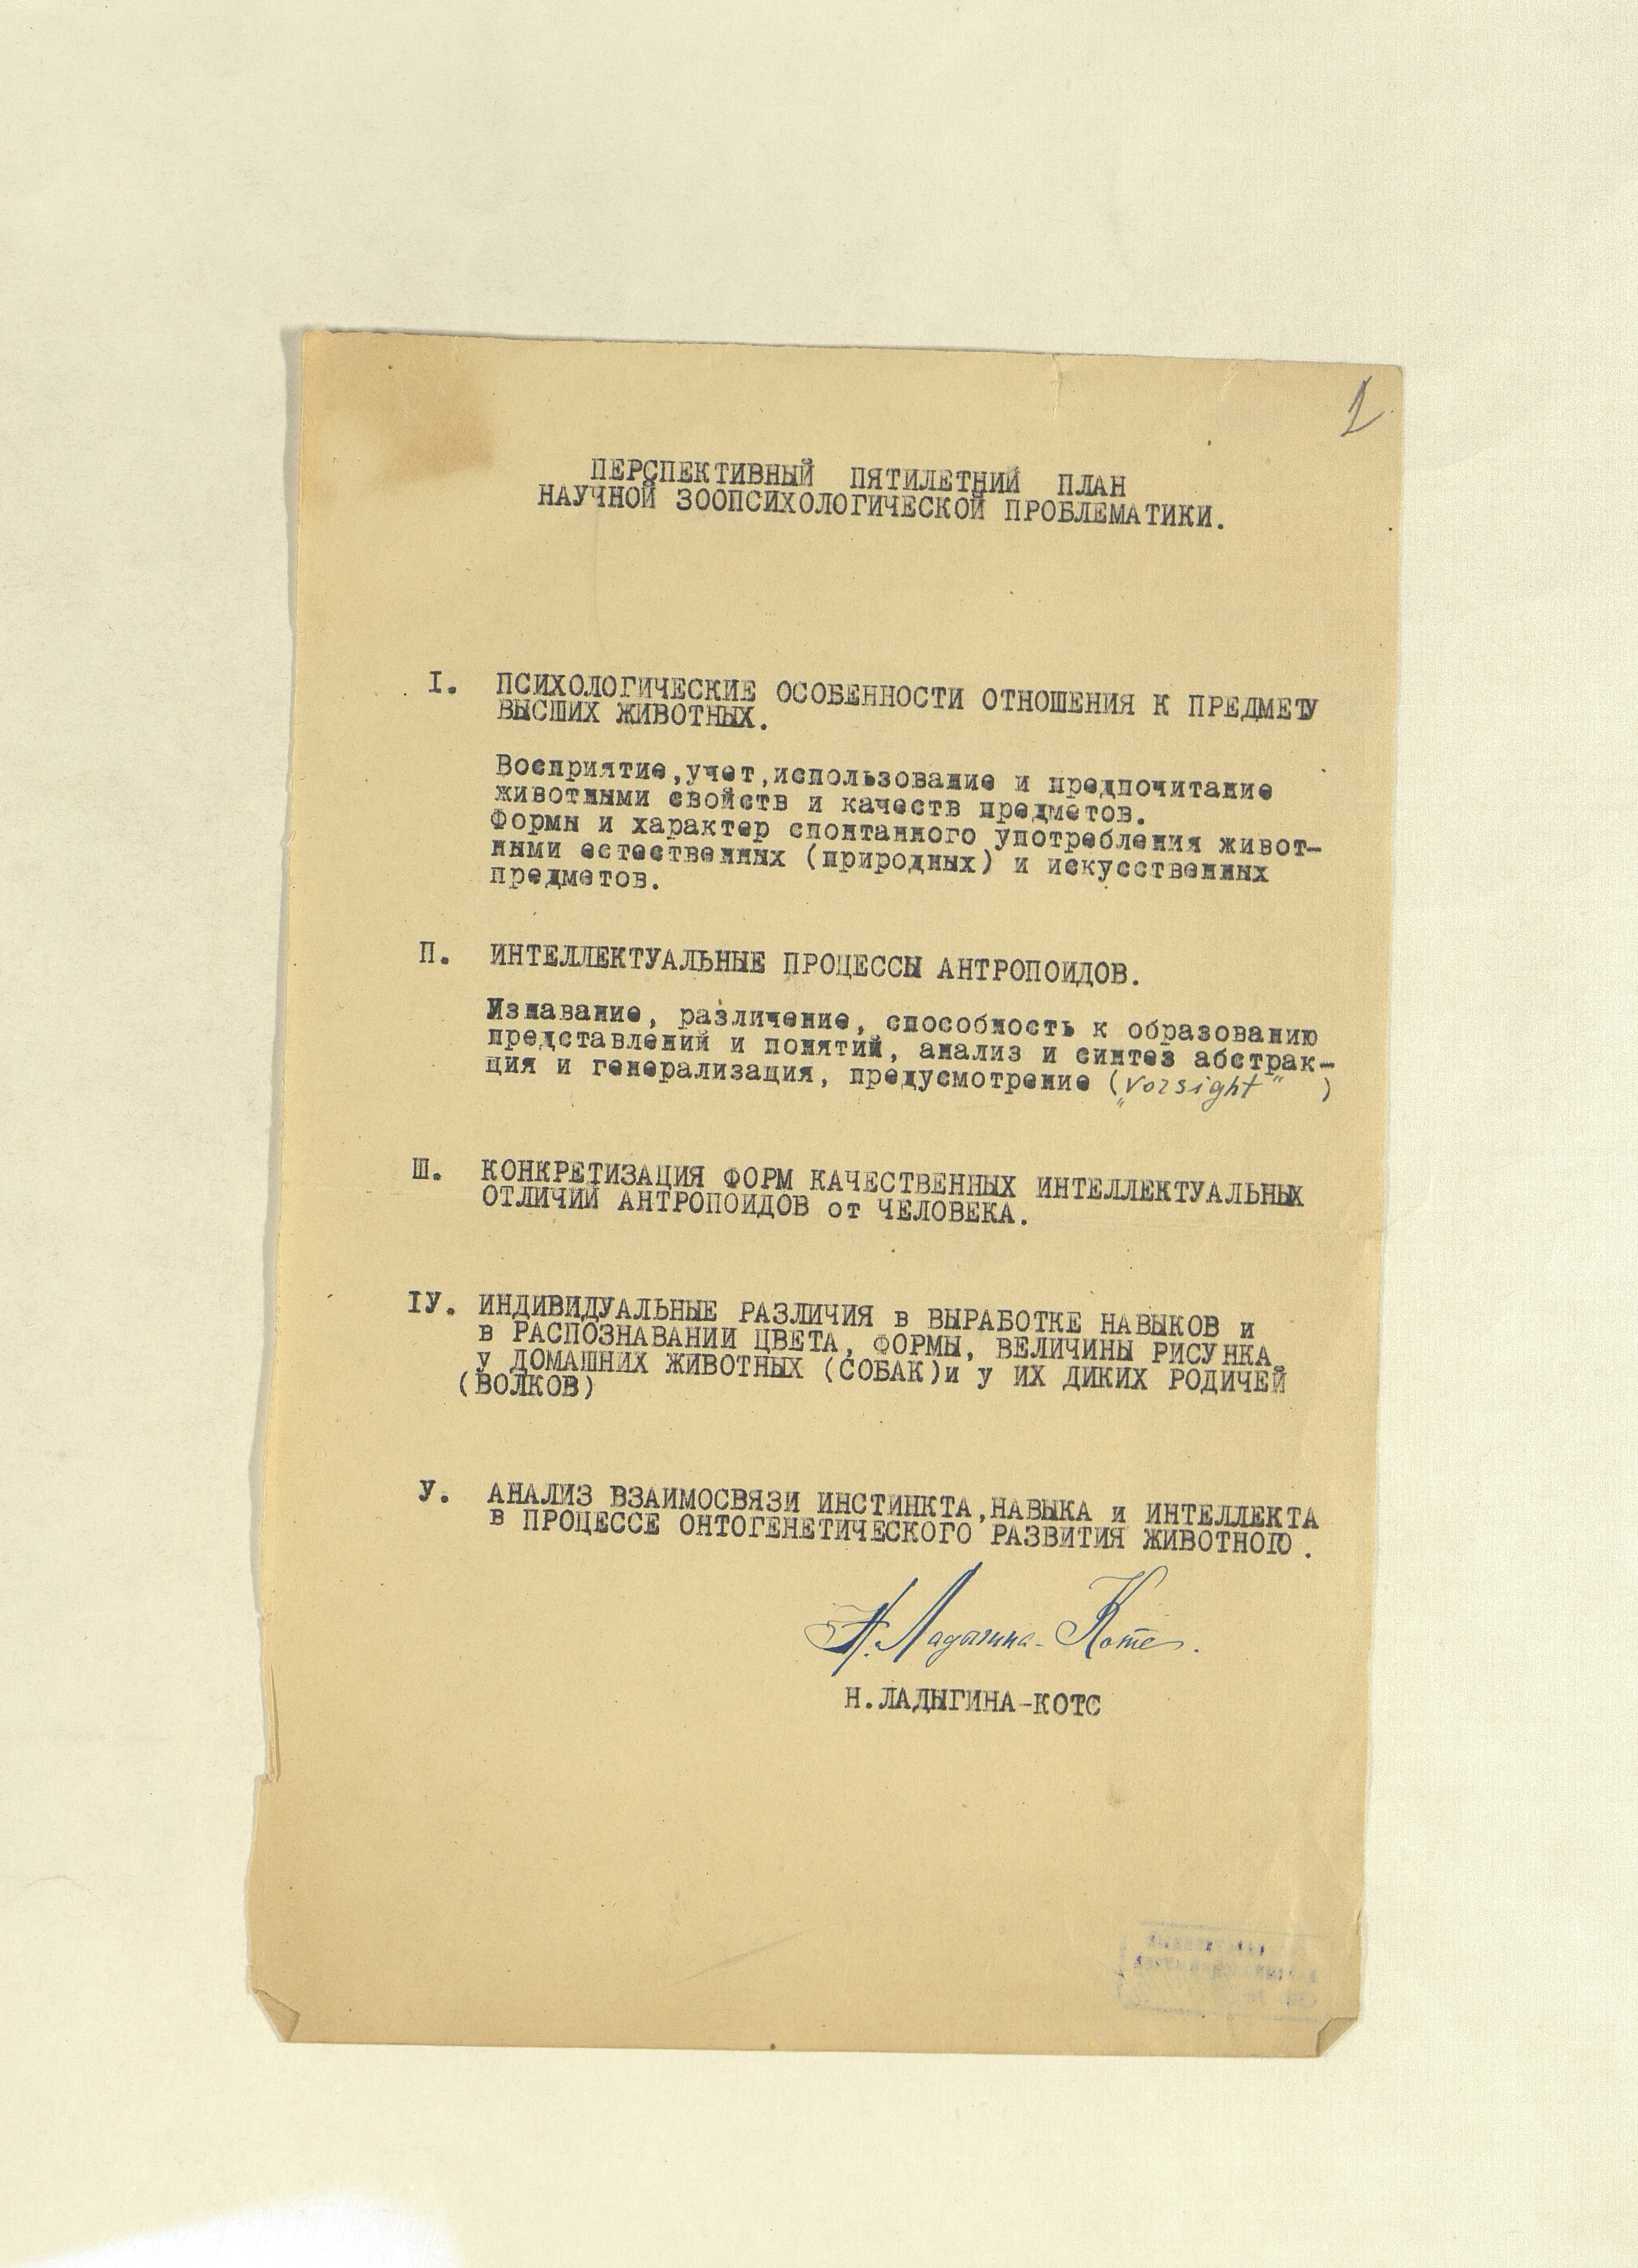 1
ПЕРСПЕКТИВНЫЙ ПЯТИЛЕТНИЙ ПЛАН
НАУЧНОЙ ЗООПСИХОЛОГИЧЕСКОЙ ПРОБЛЕМАТИКИ.
I. ПСИХОЛОГИЧЕСКИЕ ОСОБЕННОСТИ ОТНОШЕНИЯ К ПРЕДМЕТУ
ВЫСШИХ ЖИВОТНЫХ.
Восприятие,учет,использование и предпочитание
животными свойств и качеств предметов.
Формы и характер спонтанного употребления живот-
ными естественных (природных) и искусственных
предметов.
П. ИНТЕЛЛЕКТУАЛЬНЫЕ ПРОЦЕССЫ АНТРОПОИДОВ.
Изнавание, различение, способность к образованию
представлений и понятий, анализ и синтез абстрак-
ция и генерализация, предусмотрение („vorsight“ )
Ш. КОНКРЕТИЗАЦИЯ ФОРМ КАЧЕСТВЕННЫХ ИНТЕЛЛЕКТУАЛЬНЫХ
ОТЛИЧИЙ АНТРОПОИДОВ от ЧЕЛОВЕКА.
IУ. ИНДИВИДУАЛЬНЫЕ РАЗЛИЧИЯ в ВЫРАБОТКЕ НАВЫКОВ и
в РАСПОЗНАВАНИИ ЦВЕТА, ФОРМЫ, ВЕЛИЧИНЫ РИСУНКА
у ДОМАШНИХ ЖИВОТНЫХ (СОБАК)и у ИХ ДИКИХ РОДИЧЕЙ
(ВОЛКОВ)
У. АНАЛИЗ ВЗАИМОСВЯЗИ ИНСТИНКТА,НАВЫКА и ИНТЕЛЛЕКТА
в ПРОЦЕССЕ ОНТОГЕНЕТИЧЕСКОГО РАЗВИТИЯ ЖИВОТНОГО.
Н. Ладыгина-Котс.
Н.ЛАДЫГИНА-КОТС